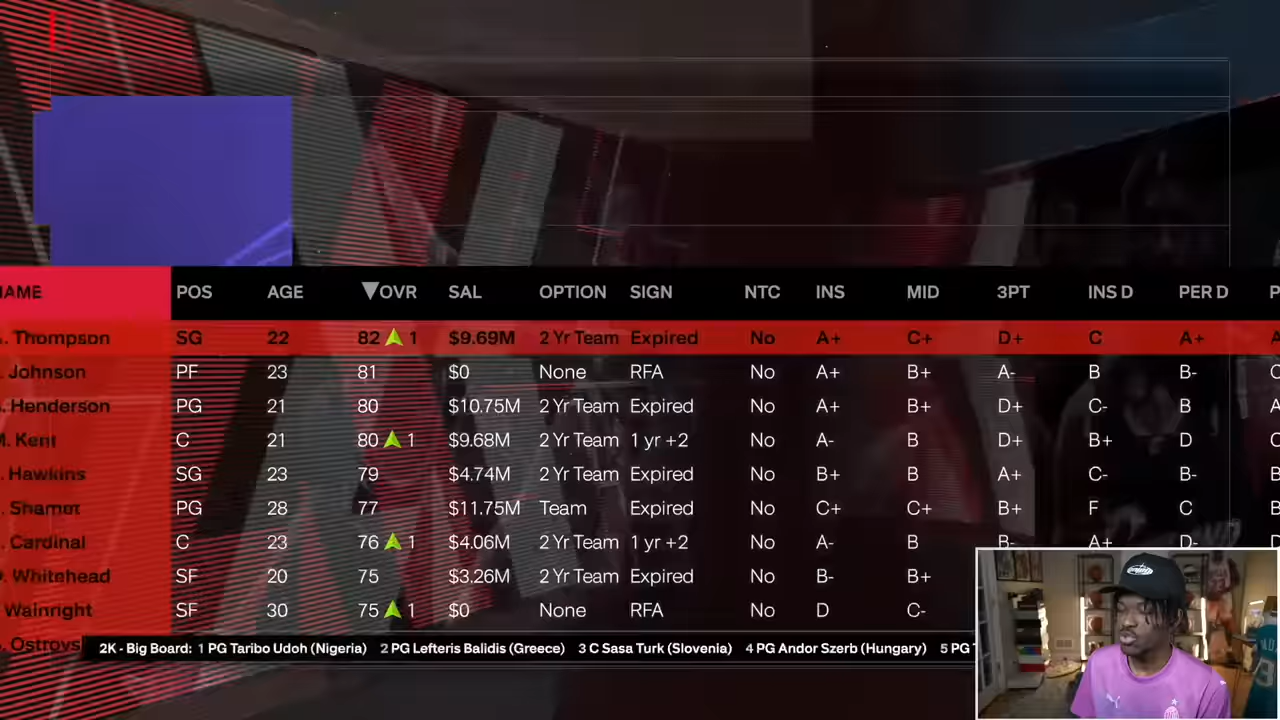 AME POS AGE OVR SAL OPTION SIGN NTC INS MID 3PT INS D PER D P
. Thompson SG 22 82 1 $9.69M 2 Yr Team Expired No A+ C+ D+ C A+ A
. Johnson PF 23 81 $0 None RFA No A+ B+ A- B B- C
. Henderson PG 21 80 $10.75M 2 Yr Team Expired No A+ B+ D+ C- B A
M. Kent C 21 80 1 $9.68M 2 Yr Team 1 yr +2 No A- B D+ B+ D C
. Hawkins SG 23 79 $4.74M 2 Yr Team Expired No B+ B A+ C- B- B
. Shamet PG 28 77 $11.75M Team Expired No C+ C+ B+ F C B
. Cardinal C 23 76 1 $4.06M 2 Yr Team 1 yr +2 No A- B B- A+ D- D
. Whitehead SF 20 75 $3.26M 2 Yr Team Expired No B- B+
Wainright SF 30 75 1 $0 None RFA No D C-
. Ostrovs
2K - Big Board: 1 PG Taribo Udoh (Nigeria) 2 PG Lefteris Balidis (Greece) 3 C Sasa Turk (Slovenia) 4 PG Andor Szerb (Hungary) 5 PG